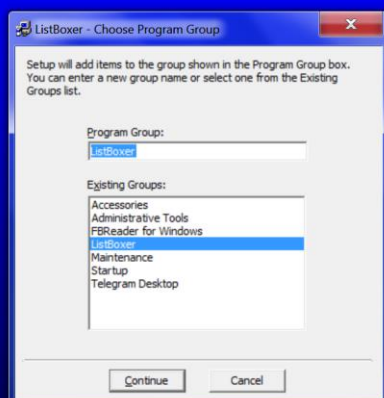 ListBoxer - Choose Program Group
Setup will add items to the group shown in the Program Group box.
You can enter a new group name or select one from the Existing
Groups list.
Program Group:
ListBoxer
Existing Groups:
Accessories
Administrative Tools
FBReader for Windows
ListBoxer
Maintenance
Startup
Telegram Desktop
Continue
Cancel